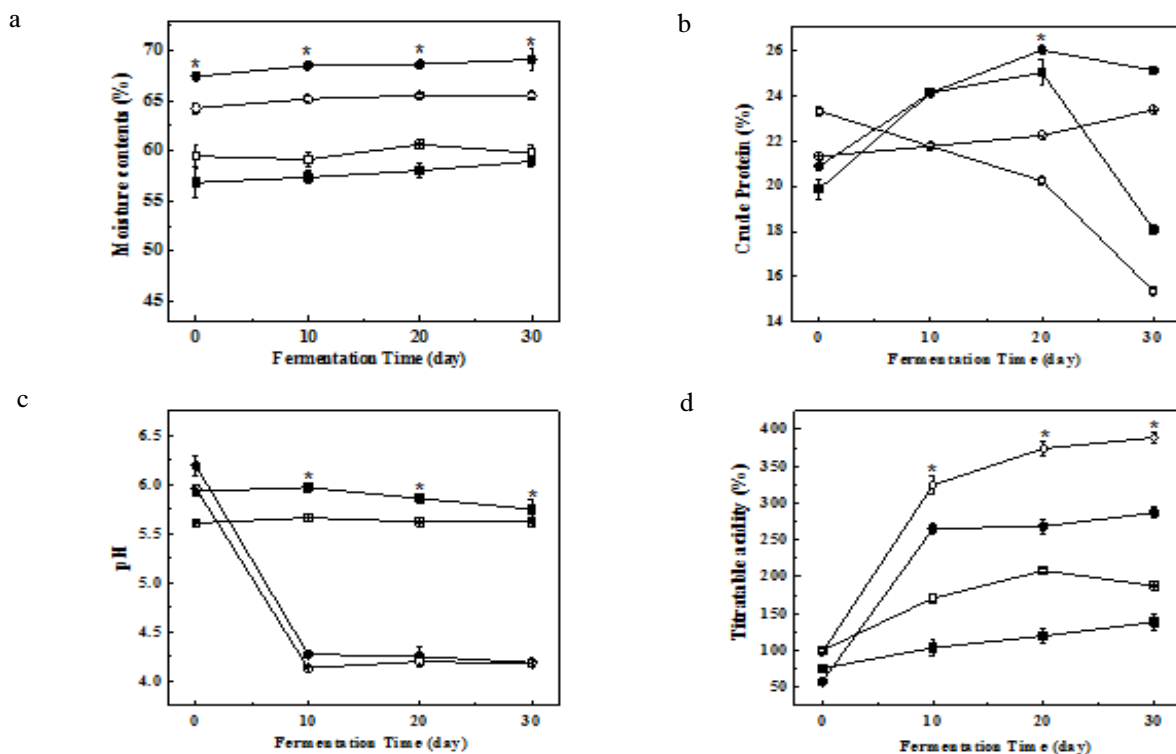 a
*
*
*
*
70
65
60
55
50
45
Moisture contents (%)
0 10 20 30
Fermentation Time (day)
b
*
26
24
22
20
18
16
14
Crude Protein (%)
0 10 20 30
Fermentation Time (day)
c
*
*
*
6.5
6.0
5.5
5.0
4.5
4.0
pH
0 10 20 30
Fermentation Time (day)
d
*
*
*
400
350
300
250
200
150
100
50
Titratable acidity (%)
0 10 20 30
Fermentation Time (day)